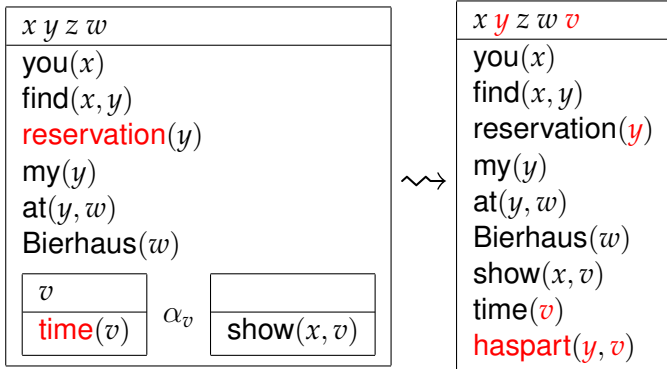 x y z w
you(x)
find(x, y)
reservation(y)
my(y)
at(y, w)
Bierhaus(w)
v
time(v)
α_v
show(x, v)
⤳
x y z w v
you(x)
find(x, y)
reservation(y)
my(y)
at(y, w)
Bierhaus(w)
show(x, v)
time(v)
haspart(y, v)